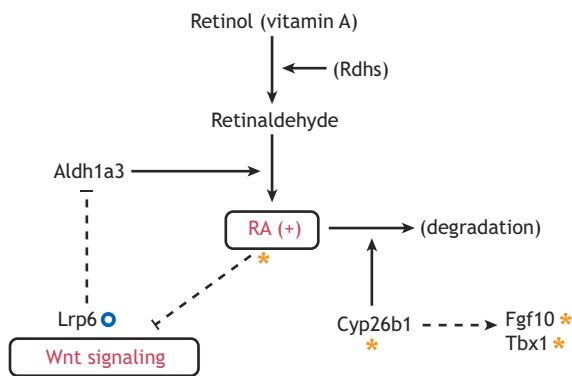 Retinol (vitamin A)
(Rdhs)
Retinaldehyde
Aldh1a3
RA (+)
(degradation)
*
Lrp6
Cyp26b1
*
Fgf10 *
Tbx1 *
Wnt signaling